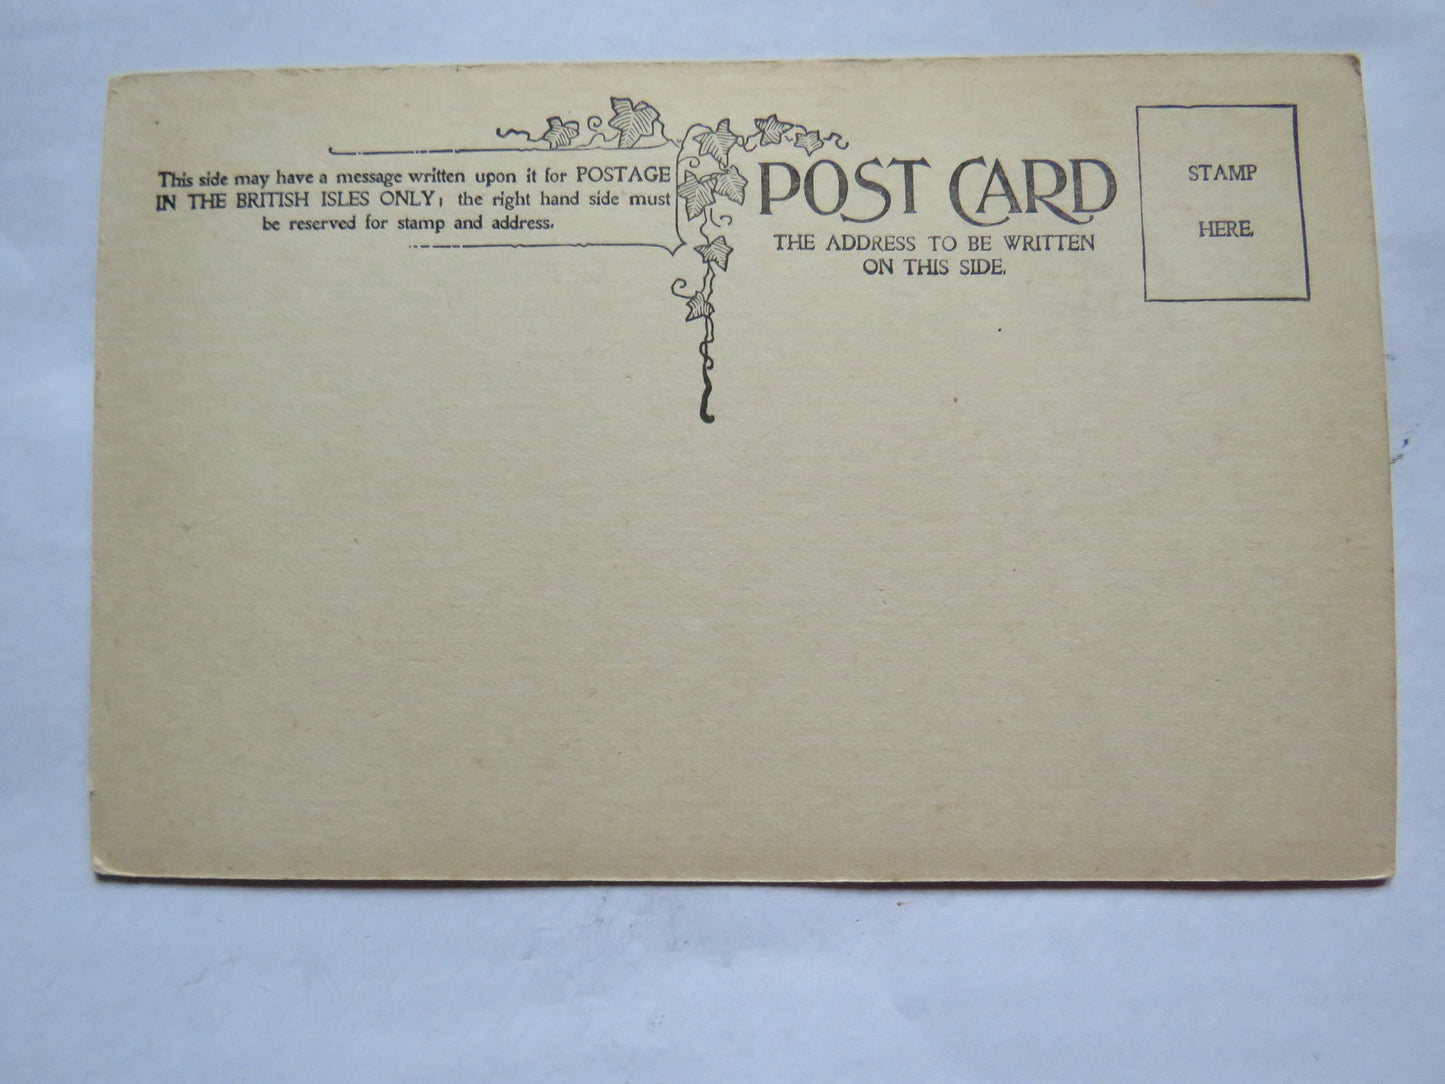 This side may have a message written upon it for POSTAGE
IN THE BRITISH ISLES ONLY; the right hand side must
be reserved for stamp and address.
POST CARD
THE ADDRESS TO BE WRITTEN
ON THIS SIDE.
STAMP
HERE.